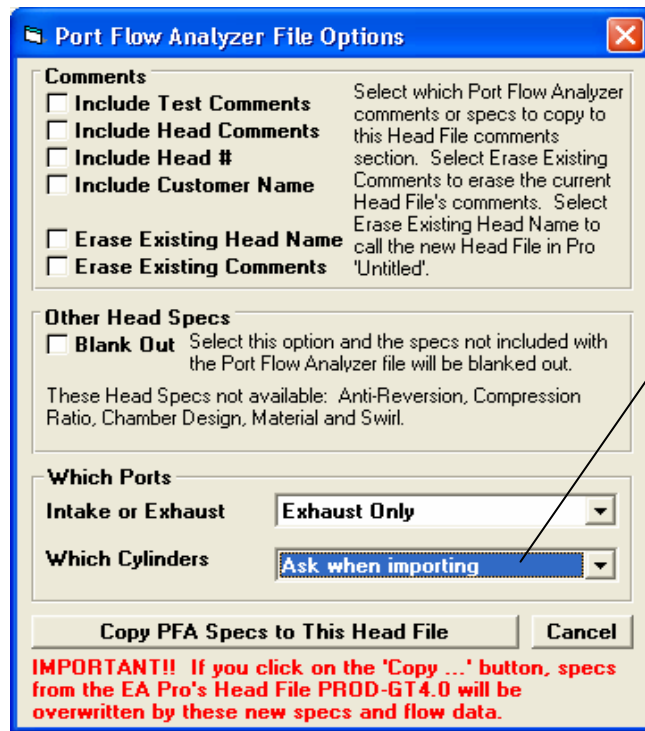 Port Flow Analyzer File Options
Comments
Include Test Comments
Include Head Comments
Include Head #
Include Customer Name
Erase Existing Head Name
Erase Existing Comments
Select which Port Flow Analyzer
comments or specs to copy to
this Head File comments
section. Select Erase Existing
Comments to erase the current
Head File's comments. Select
Erase Existing Head Name to
call the new Head File in Pro
'Untitled'.
Other Head Specs
Blank Out
Select this option and the specs not included with
the Port Flow Analyzer file will be blanked out.
These Head Specs not available: Anti-Reversion, Compression
Ratio, Chamber Design, Material and Swirl.
Which Ports
Intake or Exhaust
Exhaust Only
Which Cylinders
Ask when importing
Copy PFA Specs to This Head File
Cancel
IMPORTANT!! If you click on the 'Copy ...' button, specs
from the EA Pro's Head File PROD-GT4.0 will be
overwritten by these new specs and flow data.